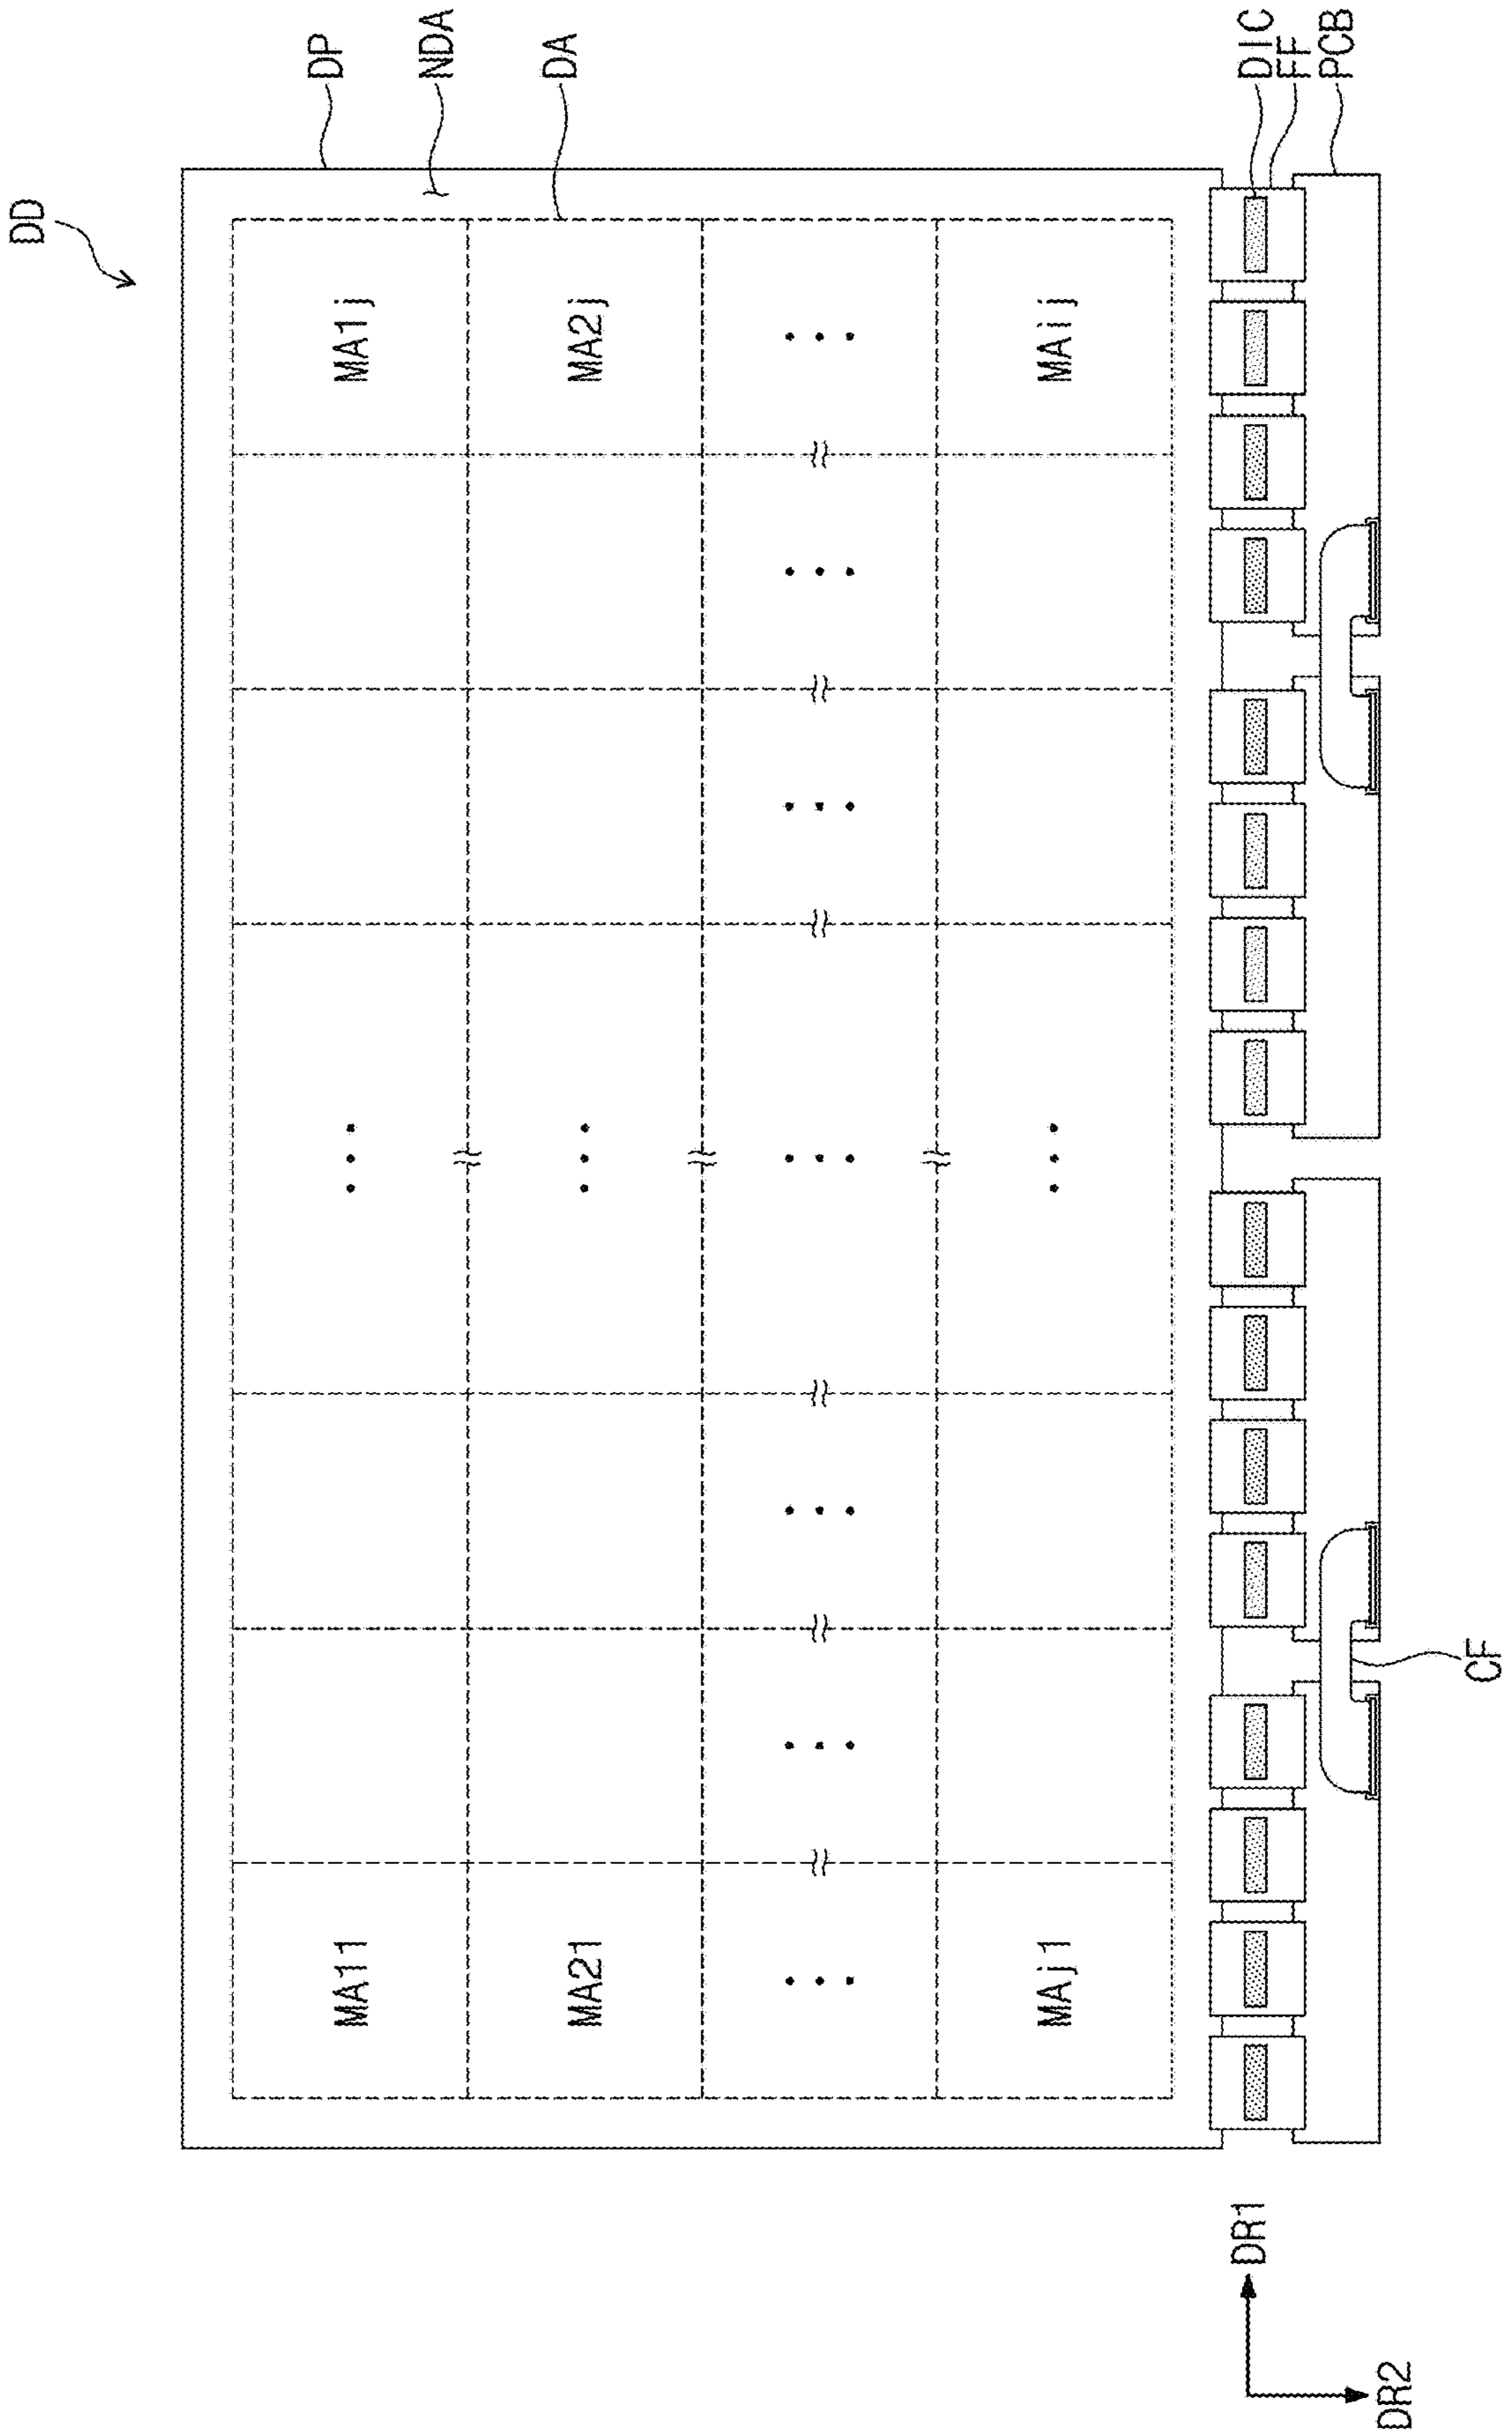 DD
DP
NDA
DA
MA11
MA1j
MA21
MA2j
MAj1
MAij
DIC
FF
PCB
CF
DR1
DR2